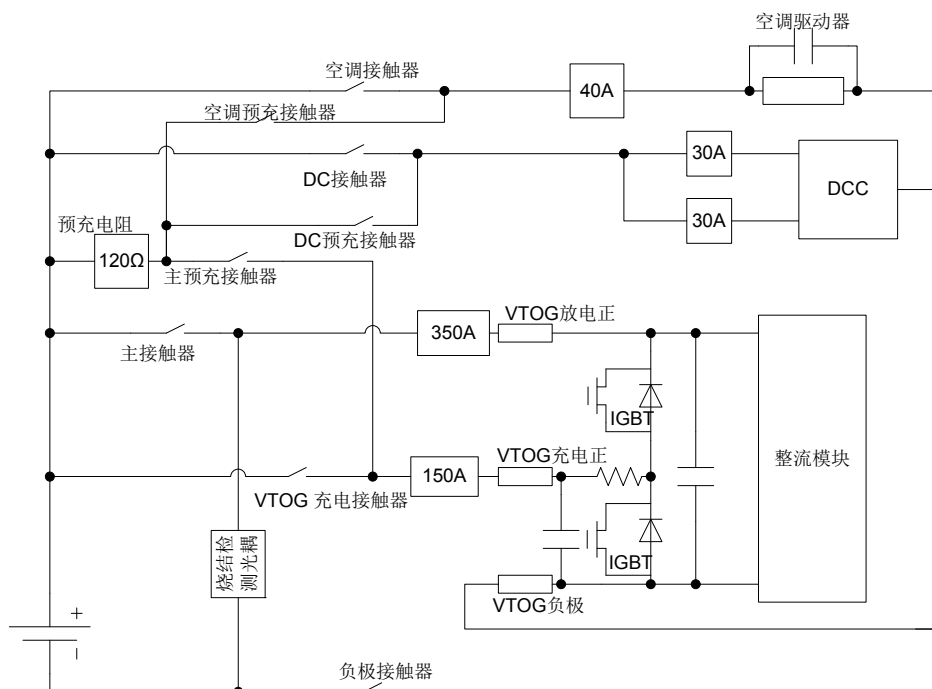 空调驱动器
空调接触器
40A
空调预充接触器
30A
DC接触器
DCC
30A
预充电阻
DC预充接触器
120Ω
主预充接触器
VTOG放电正
350A
主接触器
IGBT
整流模块
VTOG充电正
150A
VTOG 充电接触器
烧结检
测光耦
IGBT
VTOG负极
+
−
负极接触器